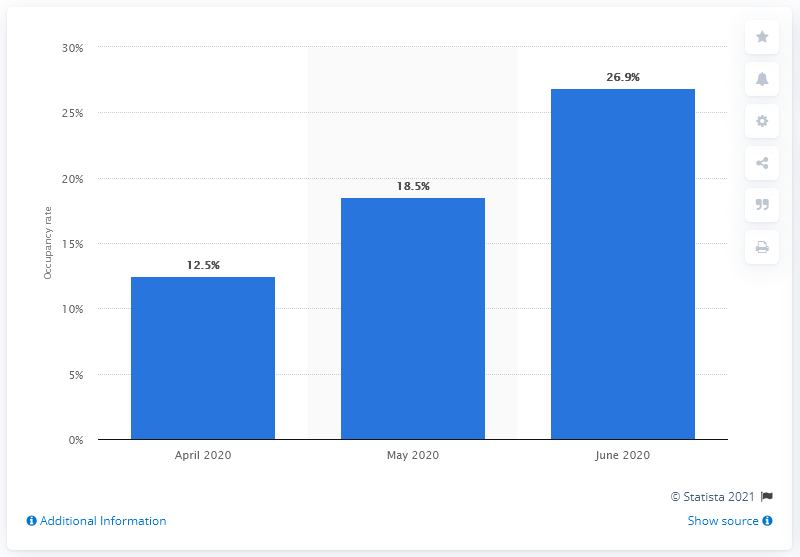 30%
25%
20%
15%
10%
5%
0%
Occupancy rate
12.5%
18.5%
26.9%
April 2020
May 2020
June 2020
© Statista 2021
Additional Information
Show source